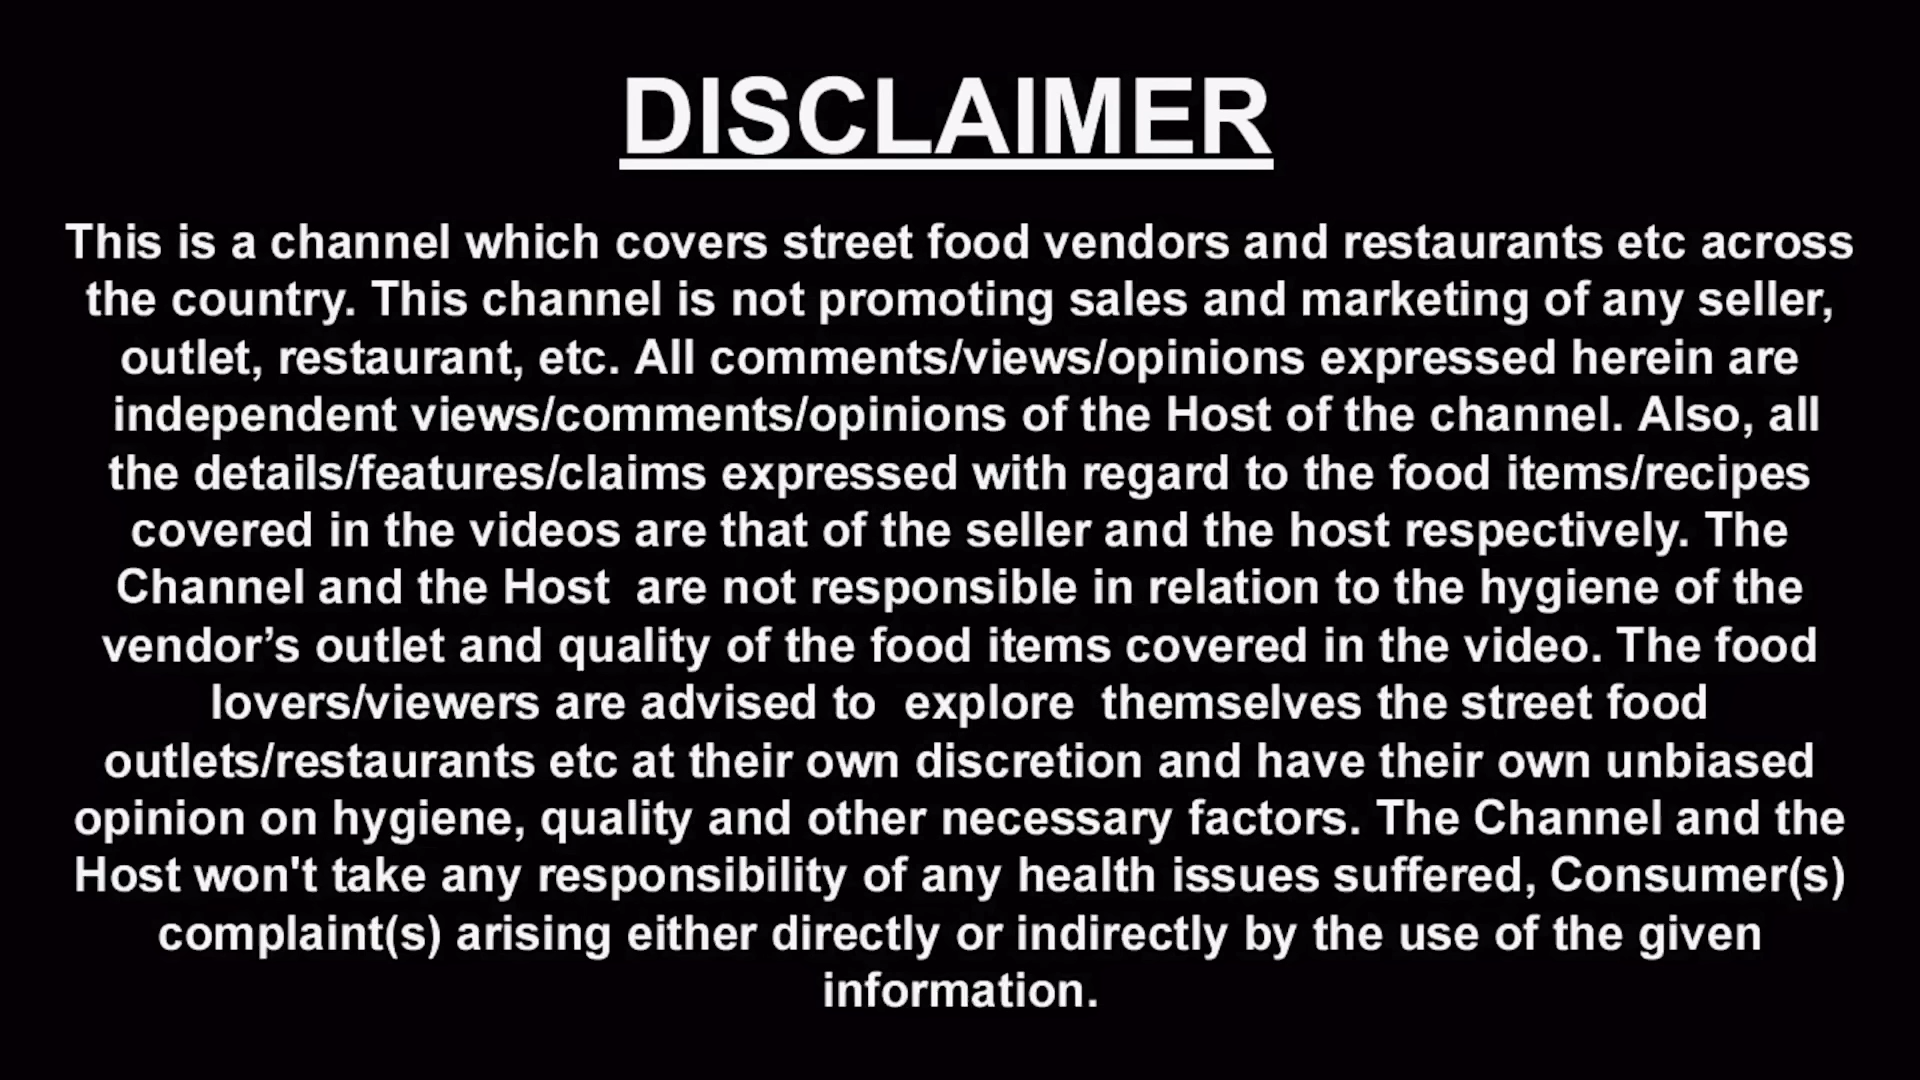 DISCLAIMER
This is a channel which covers street food vendors and restaurants etc across
the country. This channel is not promoting sales and marketing of any seller,
outlet, restaurant, etc. All comments/views/opinions expressed herein are
independent views/comments/opinions of the Host of the channel. Also, all
the details/features/claims expressed with regard to the food items/recipes
covered in the videos are that of the seller and the host respectively. The
Channel and the Host  are not responsible in relation to the hygiene of the
vendor’s outlet and quality of the food items covered in the video. The food
lovers/viewers are advised to  explore  themselves the street food
outlets/restaurants etc at their own discretion and have their own unbiased
opinion on hygiene, quality and other necessary factors. The Channel and the
Host won't take any responsibility of any health issues suffered, Consumer(s)
complaint(s) arising either directly or indirectly by the use of the given
information.